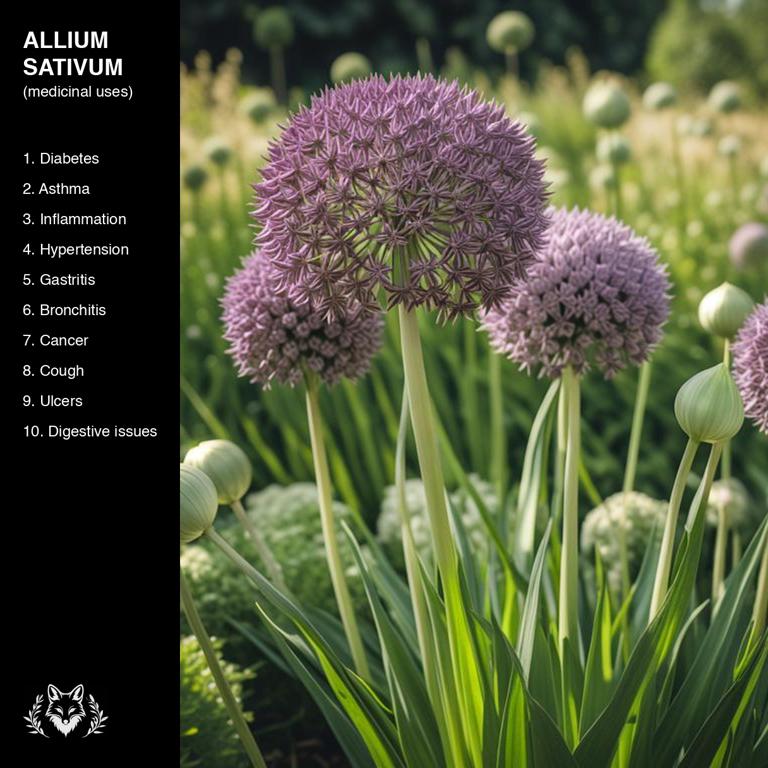 ALLIUM
SATIVUM
(medicinal uses)
1. Diabetes
2. Asthma
3. Inflammation
4. Hypertension
5. Gastritis
6. Bronchitis
7. Cancer
8. Cough
9. Ulcers
10. Digestive issues